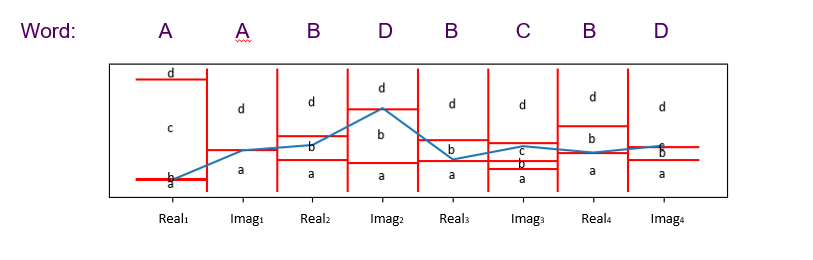 Word: A A B D B C B D
d d d d d d d d
c b b b c b c
b b b
a a a a a a a a
Real₁ Imag₁ Real₂ Imag₂ Real₃ Imag₃ Real₄ Imag₄